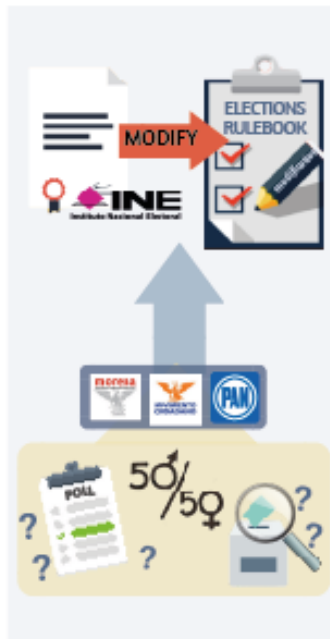 ELECTIONS
RULEBOOK
MODIFY
INE
Instituto Nacional Electoral
morena
MOVIMIENTO
CIUDADANO
PAN
POLL
50/50
?
?
?
?
?